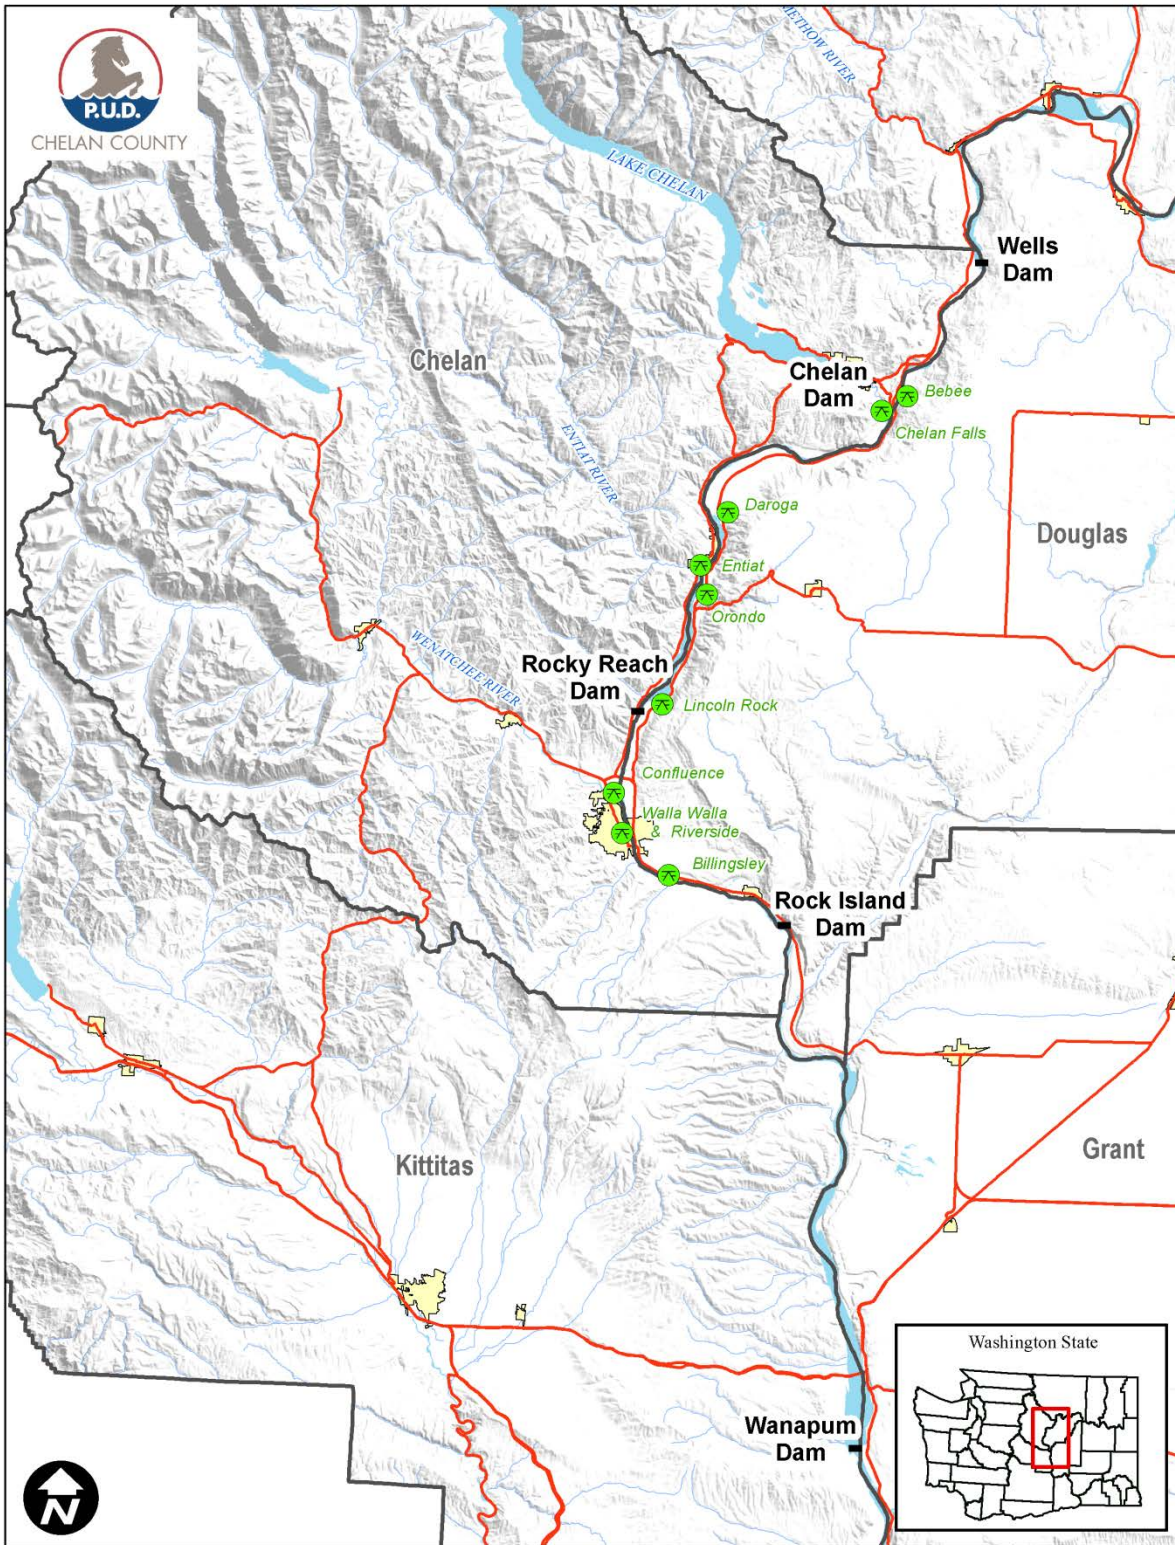 METHOW RIVER
P.U.D.
CHELAN COUNTY
LAKE CHELAN
Wells
Dam
Chelan
Chelan
Dam
Bebee
Chelan Falls
ENTIAT RIVER
Daroga
Douglas
Entiat
Orondo
WENATCHEE RIVER
Rocky Reach
Dam
Lincoln Rock
Confluence
Walla Walla
& Riverside
Billingsley
Rock Island
Dam
Kittitas
Grant
Washington State
Wanapum
Dam
N